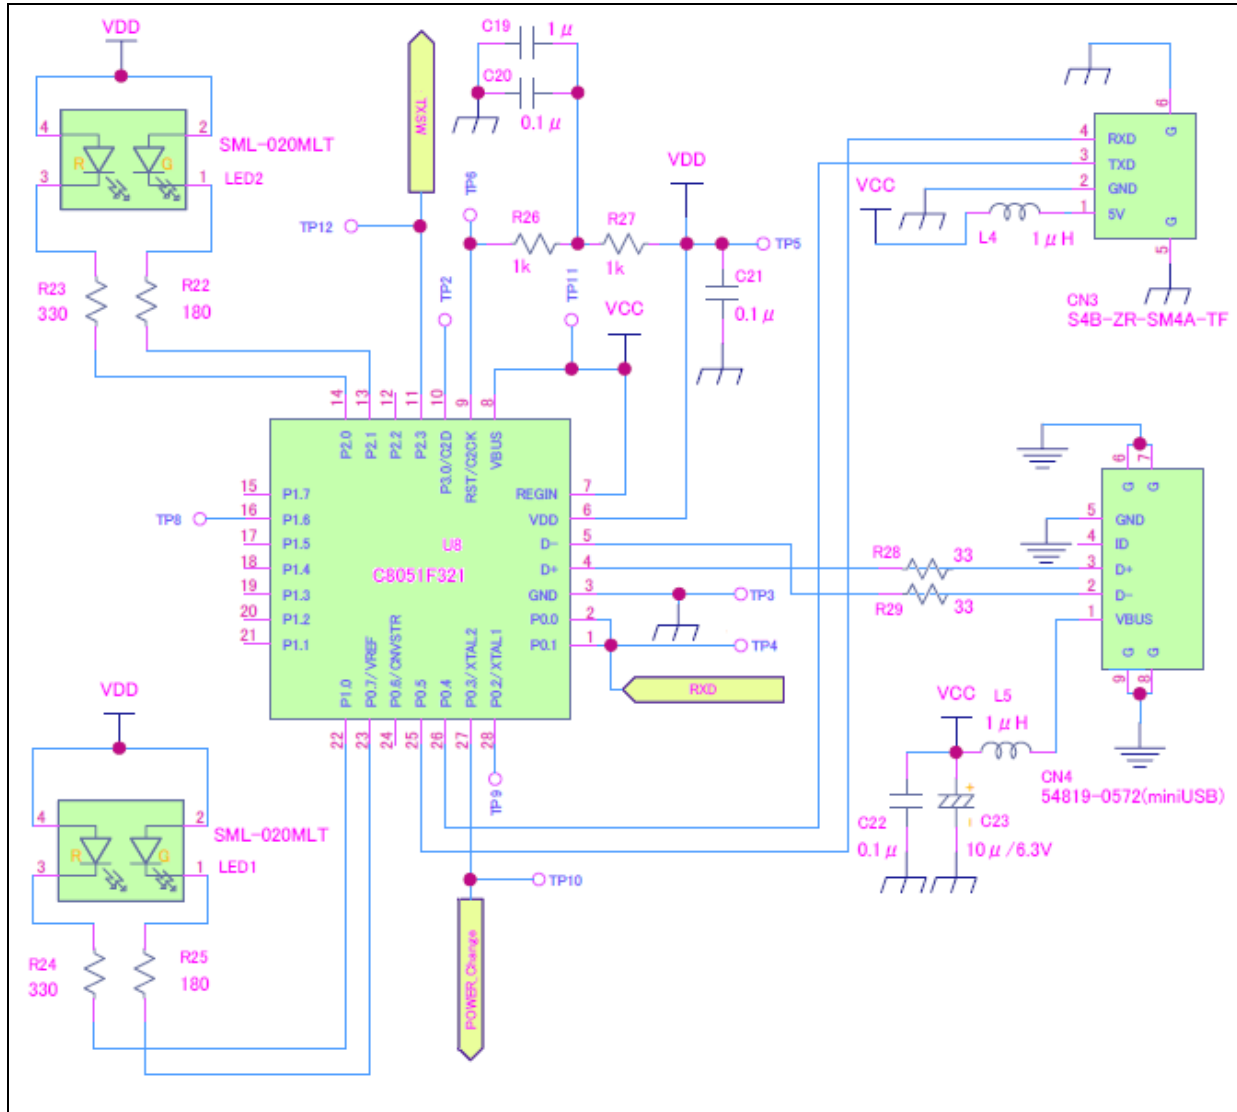 VDD
4
2
R
G
3
1
SML-020MLT
LED2
R23
330
R22
180
TXSW
TP12
C19
1μ
C20
0.1μ
TP6
TP2
R26
1k
R27
1k
TP11
VDD
TP5
C21
0.1μ
VCC
6
G
4
RXD
3
TXD
2
GND
1
5V
G
5
VCC
L4
1μH
CN3
S4B-ZR-SM4A-TF
14
13
12
11
10
9
8
P2.0
P2.1
P2.2
P2.3
P3.0/C2D
RST/C2CK
VBUS
15
P1.7
16
P1.6
17
P1.5
18
P1.4
19
P1.3
20
P1.2
21
P1.1
TP8
U8
C8051F321
REGIN
7
VDD
6
D-
5
D+
4
GND
3
P0.0
2
P0.1
1
TP3
TP4
RXD
P1.0
P0.7/VREF
P0.6/CNVSTR
P0.5
P0.4
P0.3/XTAL2
P0.2/XTAL1
22
23
24
25
26
27
28
TP9
TP10
POWER_Change
R28
33
R29
33
6
7
G
G
5
GND
4
ID
3
D+
2
D-
1
VBUS
G
G
9
8
VCC
L5
1μH
CN4
54819-0572(miniUSB)
C22
0.1μ
+
C23
10μ/6.3V
VDD
4
2
R
G
3
1
SML-020MLT
LED1
R24
330
R25
180